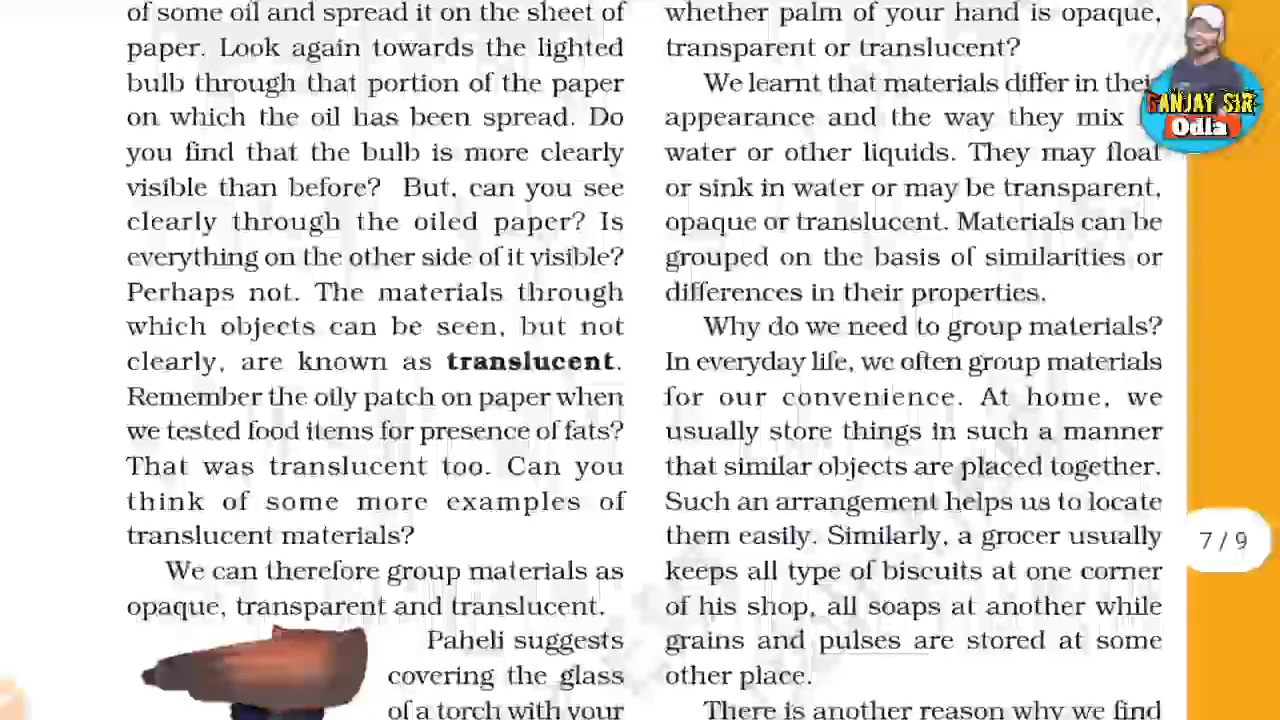 of some oil and spread it on the sheet of
paper. Look again towards the lighted
bulb through that portion of the paper
on which the oil has been spread. Do
you find that the bulb is more clearly
visible than before? But, can you see
clearly through the oiled paper? Is
everything on the other side of it visible?
Perhaps not. The materials through
which objects can be seen, but not
clearly, are known as translucent.
Remember the oily patch on paper when
we tested food items for presence of fats?
That was translucent too. Can you
think of some more examples of
translucent materials?
We can therefore group materials as
opaque, transparent and translucent.
Paheli suggests
covering the glass
of a torch with your
whether palm of your hand is opaque,
transparent or translucent?
We learnt that materials differ in their
appearance and the way they mix
water or other liquids. They may float
or sink in water or may be transparent,
opaque or translucent. Materials can be
grouped on the basis of similarities or
differences in their properties.
Why do we need to group materials?
In everyday life, we often group materials
for our convenience. At home, we
usually store things in such a manner
that similar objects are placed together.
Such an arrangement helps us to locate
them easily. Similarly, a grocer usually
keeps all type of biscuits at one corner
of his shop, all soaps at another while
grains and pulses are stored at some
other place.
There is another reason why we find
SANJAY SIR
Odia
7 / 9